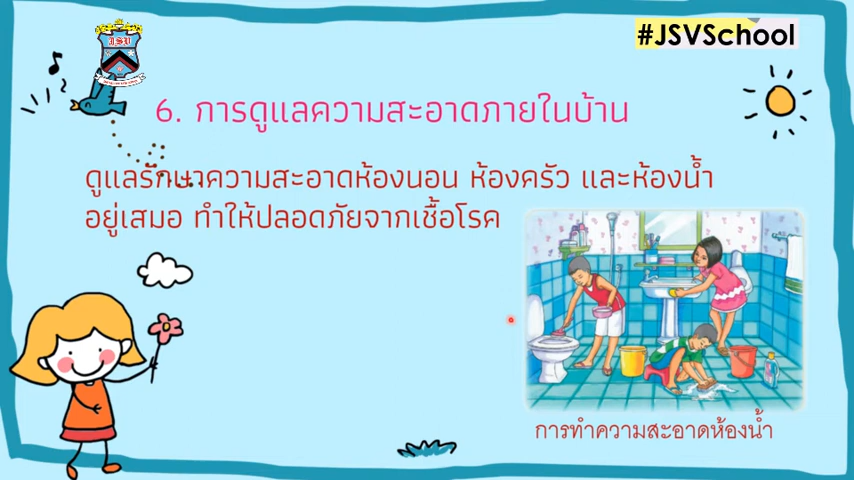 JSV
#JSVSchool
6. การดูแลความสะอาดภายในบ้าน
ดูแลรักษาความสะอาดห้องนอน ห้องครัว และห้องน้ำ
อยู่เสมอ ทำให้ปลอดภัยจากเชื้อโรค
การทำความสะอาดห้องน้ำ